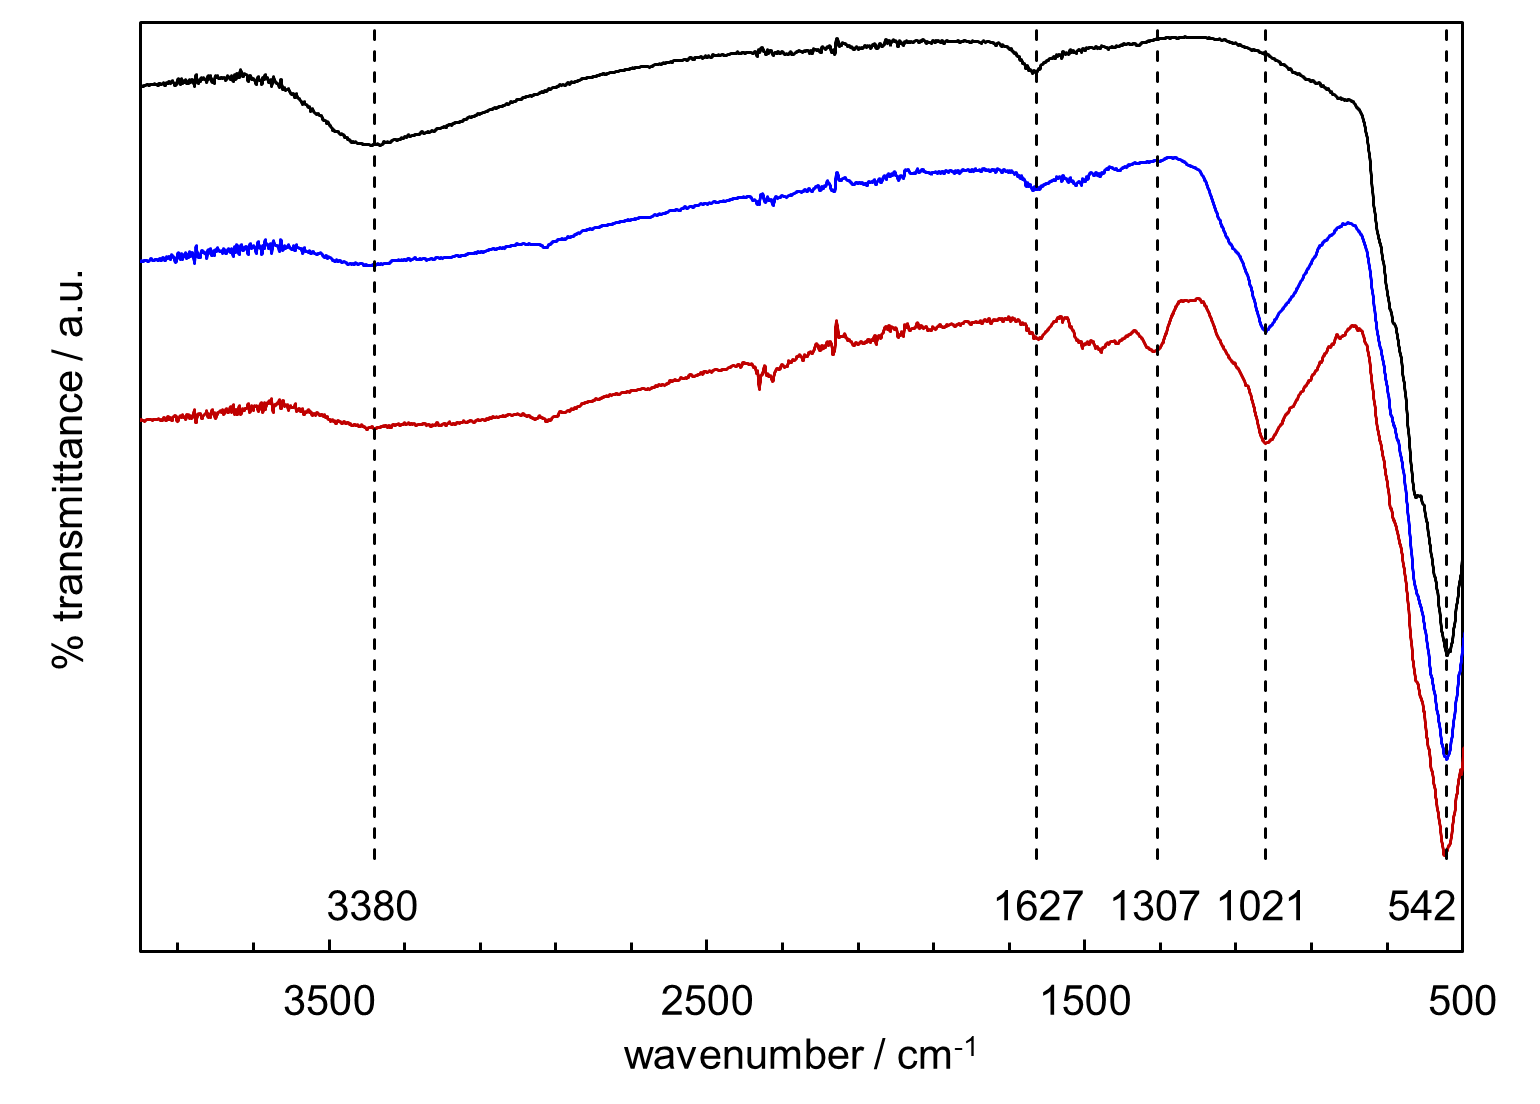 % transmittance / a.u.
3380 1627 1307 1021 542
3500 2500 1500 500
wavenumber / cm⁻¹